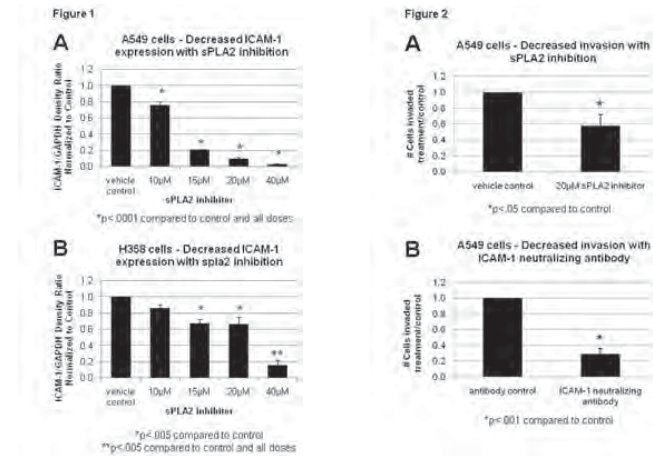 Figure 1
A
A549 cells - Decreased ICAM-1
expression with sPLA2 inhibition
ICAM-1/GAPDH Density Ratio
Normalized to Control
1.2
1.0
0.8
0.6
0.4
0.2
0.0
*
*
*
*
vehicle
control
10μM
15μM
20μM
40μM
sPLA2 inhibitor
*p<.0001 compared to control and all doses
B
H358 cells - Decreased ICAM-1
expression with spla2 inhibition
ICAM-1/GAPDH Density Ratio
Normalized to Control
1.2
1.0
0.8
0.6
0.4
0.2
0.0
*
*
**
vehicle
control
10μM
15μM
20μM
40μM
sPLA2 inhibitor
*p<.005 compared to control
**p<.005 compared to control and all doses
Figure 2
A
A549 cells - Decreased invasion with
sPLA2 inhibition
# Cells invaded
treatment/control
1.2
1.0
0.8
0.6
0.4
0.2
0.0
*
vehicle control
20μM sPLA2 inhibitor
*p<.05 compared to control
B
A549 cells - Decreased invasion with
ICAM-1 neutralizing antibody
# Cells invaded
treatment/control
1.2
1.0
0.8
0.6
0.4
0.2
0.0
*
antibody control
ICAM-1 neutralizing
antibody
*p<.001 compared to control